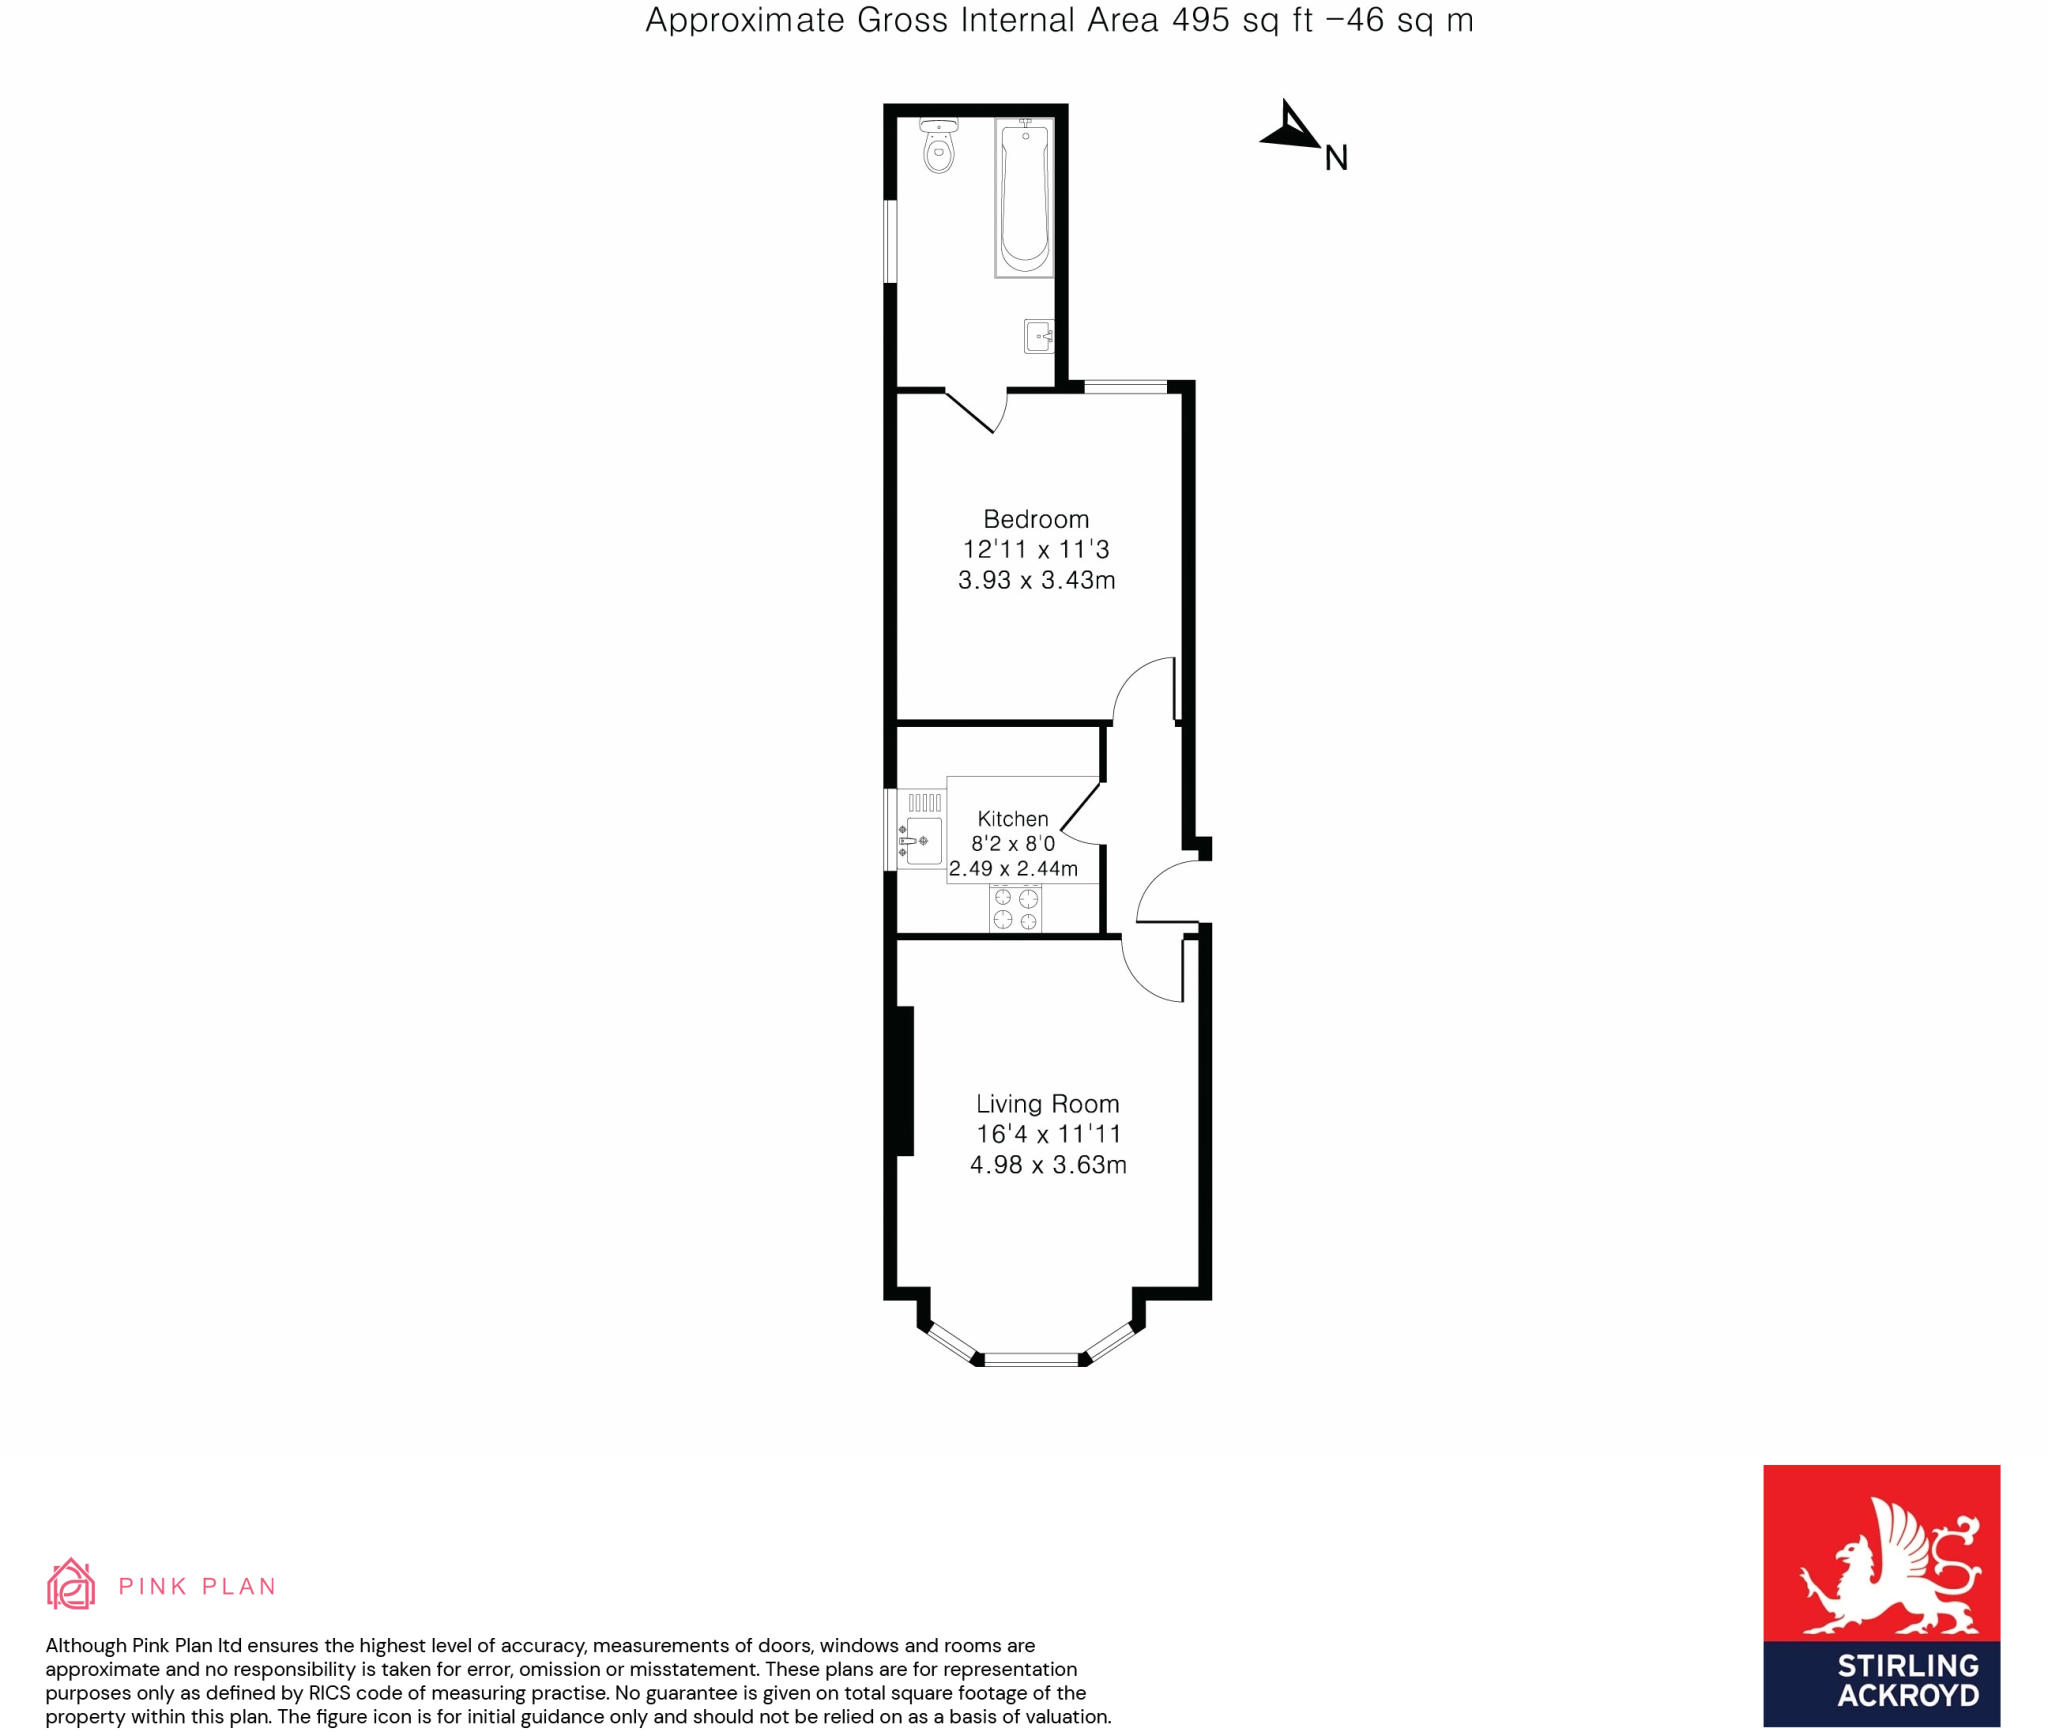 Approximate Gross Internal Area 495 sq ft –46 sq m
N
Bedroom
12'11 x 11'3
3.93 x 3.43m
Kitchen
8'2 x 8'0
2.49 x 2.44m
Living Room
16'4 x 11'11
4.98 x 3.63m
PINK PLAN
Although Pink Plan ltd ensures the highest level of accuracy, measurements of doors, windows and rooms are
approximate and no responsibility is taken for error, omission or misstatement. These plans are for representation
purposes only as defined by RICS code of measuring practise. No guarantee is given on total square footage of the
property within this plan. The figure icon is for initial guidance only and should not be relied on as a basis of valuation.
STIRLING
ACKROYD